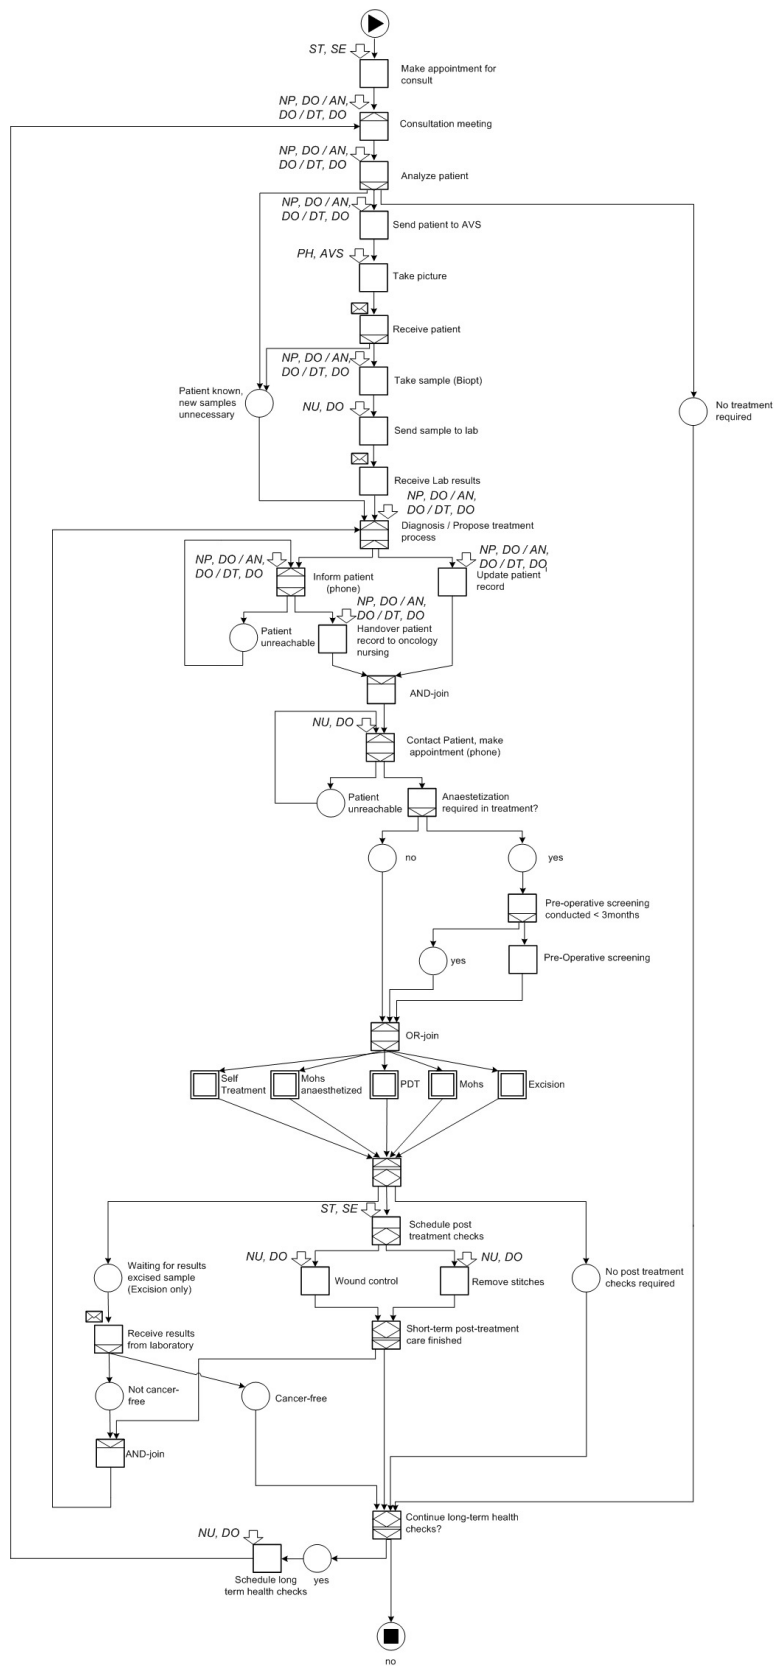 ST, SE
Make appointment for
consult
NP, DO / AN,
DO / DT, DO
Consultation meeting
NP, DO / AN,
DO / DT, DO
Analyze patient
NP, DO / AN,
DO / DT, DO
Send patient to AVS
PH, AVS
Take picture
Receive patient
NP, DO / AN,
DO / DT, DO
Take sample (Biopt)
Patient known,
new samples
unnecessary
No treatment
required
NU, DO
Send sample to lab
Receive Lab results
NP, DO / AN,
DO / DT, DO
Diagnosis / Propose treatment
process
NP, DO / AN,
DO / DT, DO
Inform patient
(phone)
NP, DO / AN,
DO / DT, DO
Update patient
record
NP, DO / AN,
DO / DT, DO
Patient
unreachable
Handover patient
record to oncology
nursing
AND-join
NU, DO
Contact Patient, make
appointment (phone)
Patient
unreachable
Anaestetization
required in treatment?
no
yes
Pre-operative screening
conducted < 3months
yes
Pre-Operative screening
OR-join
Self
Treatment
Mohs
anaesthetized
PDT
Mohs
Excision
ST, SE
Schedule post
treatment checks
Waiting for results
excised sample
(Excision only)
NU, DO
Wound control
NU, DO
Remove stitches
No post treatment
checks required
Receive results
from laboratory
Short-term post-treatment
care finished
Not cancer-
free
Cancer-free
AND-join
Continue long-term health
checks?
NU, DO
Schedule long
term health checks
yes
no